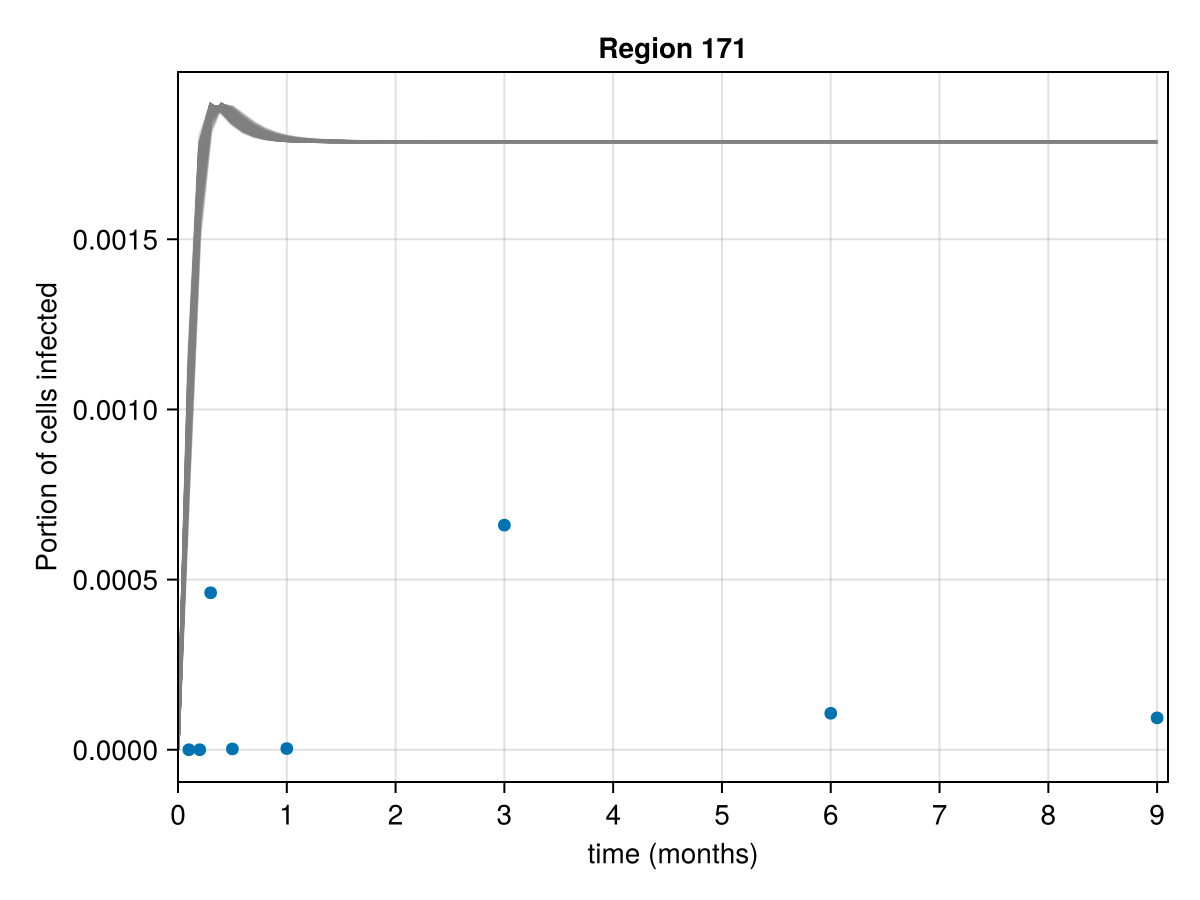 Region 171
Portion of cells infected
0.0015
0.0010
0.0005
0.0000
0 1 2 3 4 5 6 7 8 9
time (months)